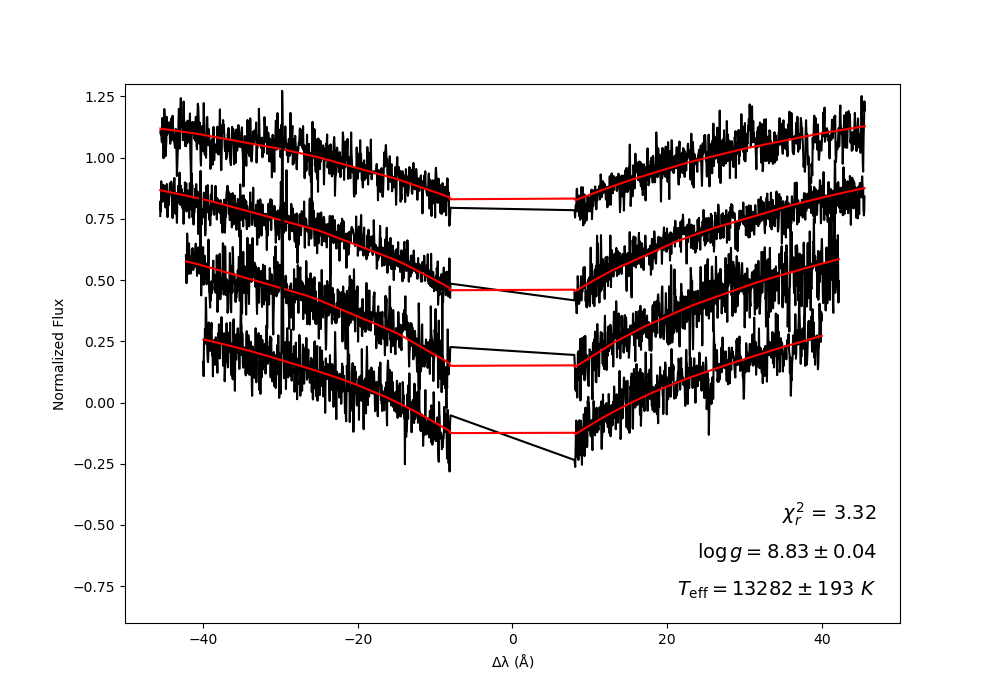 1.25
1.00
0.75
0.50
0.25
0.00
−0.25
−0.50
−0.75
Normalized Flux
χ²ᵣ = 3.32
log g = 8.83 ± 0.04
T_eff = 13282 ± 193 K
−40
−20
0
20
40
Δλ (Å)